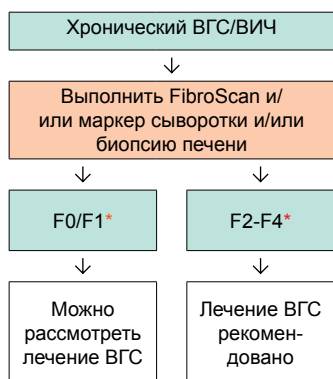 Хронический ВГС/ВИЧ
Выполнить FibroScan и/
или маркер сыворотки и/или
биопсию печени
F0/F1*
F2-F4*
Можно
рассмотреть
лечение ВГС
Лечение ВГС
рекомен-
довано